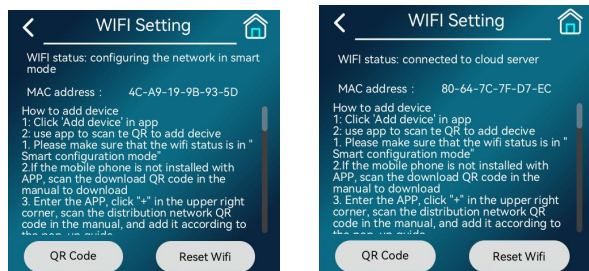 WIFI Setting
WIFI status: configuring the network in smart
mode
MAC address : 4C-A9-19-9B-93-5D
How to add device
1: Click 'Add device' in app
2: use app to scan te QR to add decive
1. Please make sure that the wifi status is in "
Smart configuration mode"
2.If the mobile phone is not installed with
APP, scan the download QR code in the
manual to download
3. Enter the APP, click "+" in the upper right
corner, scan the distribution network QR
code in the manual, and add it according to
the pop-up guide
QR Code Reset Wifi
WIFI Setting
WIFI status: connected to cloud server
MAC address : 80-64-7C-7F-D7-EC
How to add device
1: Click 'Add device' in app
2: use app to scan te QR to add decive
1. Please make sure that the wifi status is in "
Smart configuration mode"
2.If the mobile phone is not installed with
APP, scan the download QR code in the
manual to download
3. Enter the APP, click "+" in the upper right
corner, scan the distribution network QR
code in the manual, and add it according to
the pop-up guide
QR Code Reset Wifi